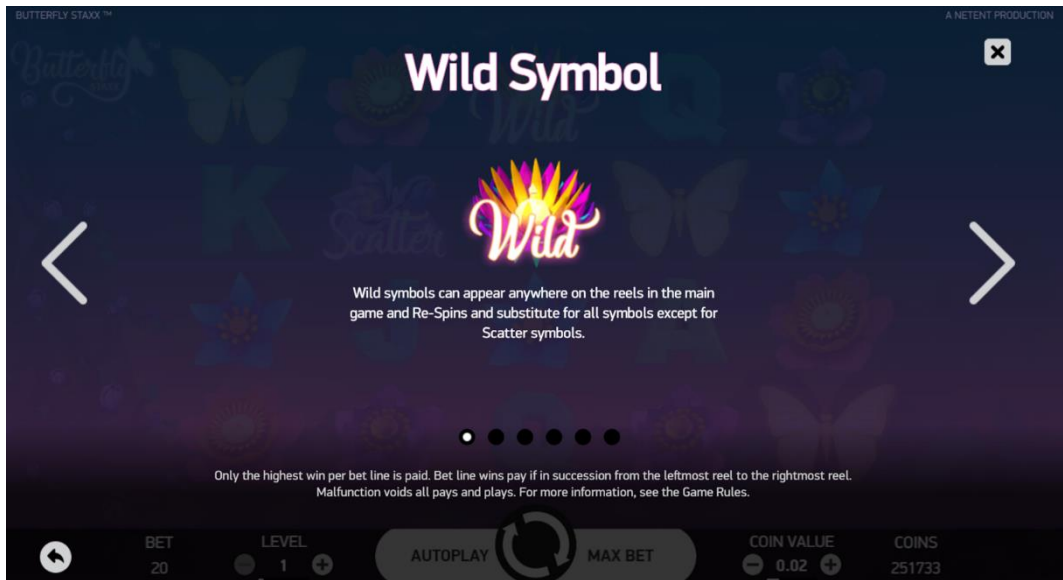 BUTTERFLY STAXX ™
A NETENT PRODUCTION
Butterfly
STAXX
Wild Symbol
Wild
Q
K
Scatter
Wild
Wild symbols can appear anywhere on the reels in the main
game and Re-Spins and substitute for all symbols except for
Scatter symbols.
J
A
Only the highest win per bet line is paid. Bet line wins pay if in succession from the leftmost reel to the rightmost reel.
Malfunction voids all pays and plays. For more information, see the Game Rules.
BET
LEVEL
AUTOPLAY
MAX BET
COIN VALUE
COINS
20
1
0.02
251733